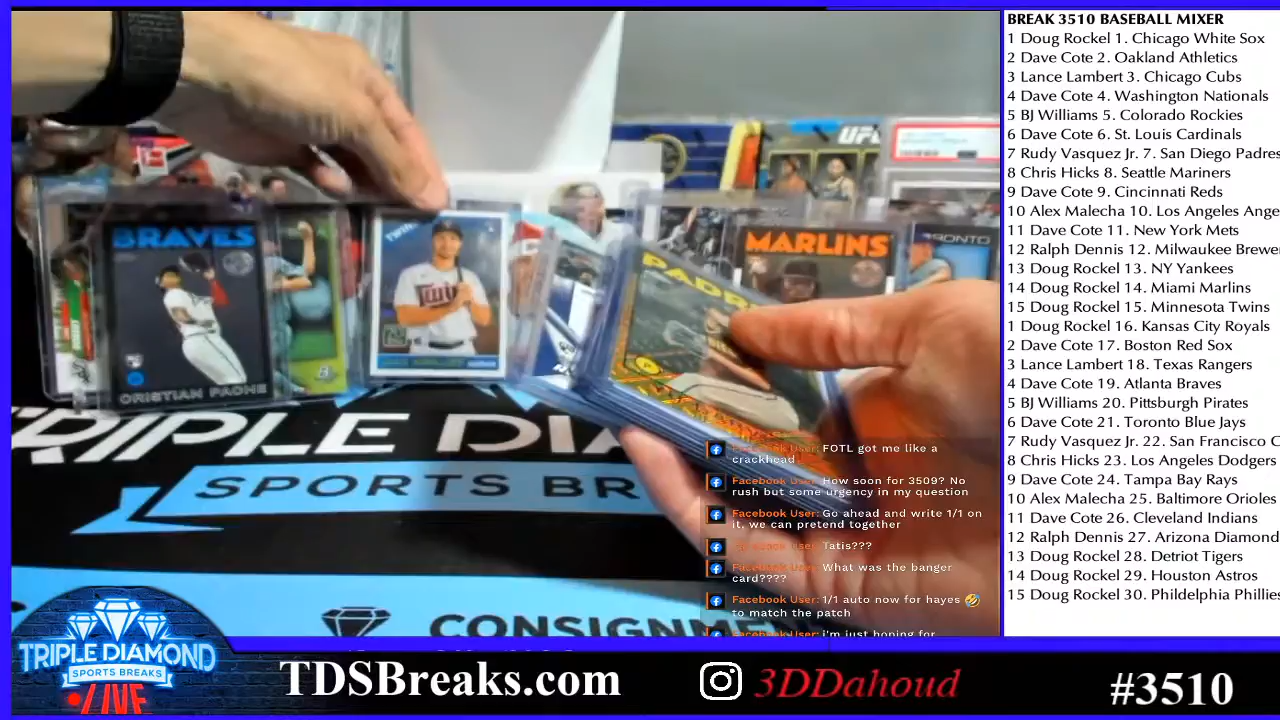 BREAK 3510 BASEBALL MIXER
1 Doug Rockel 1. Chicago White Sox
2 Dave Cote 2. Oakland Athletics
3 Lance Lambert 3. Chicago Cubs
4 Dave Cote 4. Washington Nationals
5 BJ Williams 5. Colorado Rockies
6 Dave Cote 6. St. Louis Cardinals
7 Rudy Vasquez Jr. 7. San Diego Padres
8 Chris Hicks 8. Seattle Mariners
9 Dave Cote 9. Cincinnati Reds
10 Alex Malecha 10. Los Angeles Ange
11 Dave Cote 11. New York Mets
12 Ralph Dennis 12. Milwaukee Brewe
13 Doug Rockel 13. NY Yankees
14 Doug Rockel 14. Miami Marlins
15 Doug Rockel 15. Minnesota Twins
1 Doug Rockel 16. Kansas City Royals
2 Dave Cote 17. Boston Red Sox
3 Lance Lambert 18. Texas Rangers
4 Dave Cote 19. Atlanta Braves
5 BJ Williams 20. Pittsburgh Pirates
6 Dave Cote 21. Toronto Blue Jays
7 Rudy Vasquez Jr. 22. San Francisco C
8 Chris Hicks 23. Los Angeles Dodgers
9 Dave Cote 24. Tampa Bay Rays
10 Alex Malecha 25. Baltimore Orioles
11 Dave Cote 26. Cleveland Indians
12 Ralph Dennis 27. Arizona Diamond
13 Doug Rockel 28. Detriot Tigers
14 Doug Rockel 29. Houston Astros
15 Doug Rockel 30. Phildelphia Phillies
UFC
BRAVES
CRISTIAN PACHE
Twins
MARLINS
PADR
TRIPLE DIA
SPORTS BR
CONSIGNME
Facebook User: FOTL got me like a
crackhead
Facebook User: How soon for 3509? No
rush but some urgency in my question
Facebook User: Go ahead and write 1/1 on
it, we can pretend together
Facebook User: Tatis???
Facebook User: What was the banger
card????
Facebook User: 1/1 auto now for hayes 🤣
to match the patch
Facebook User: i'm just hoping for
TRIPLE DIAMOND
SPORTS BREAKS
LIVE
TDSBreaks.com
3DDahoud
#3510